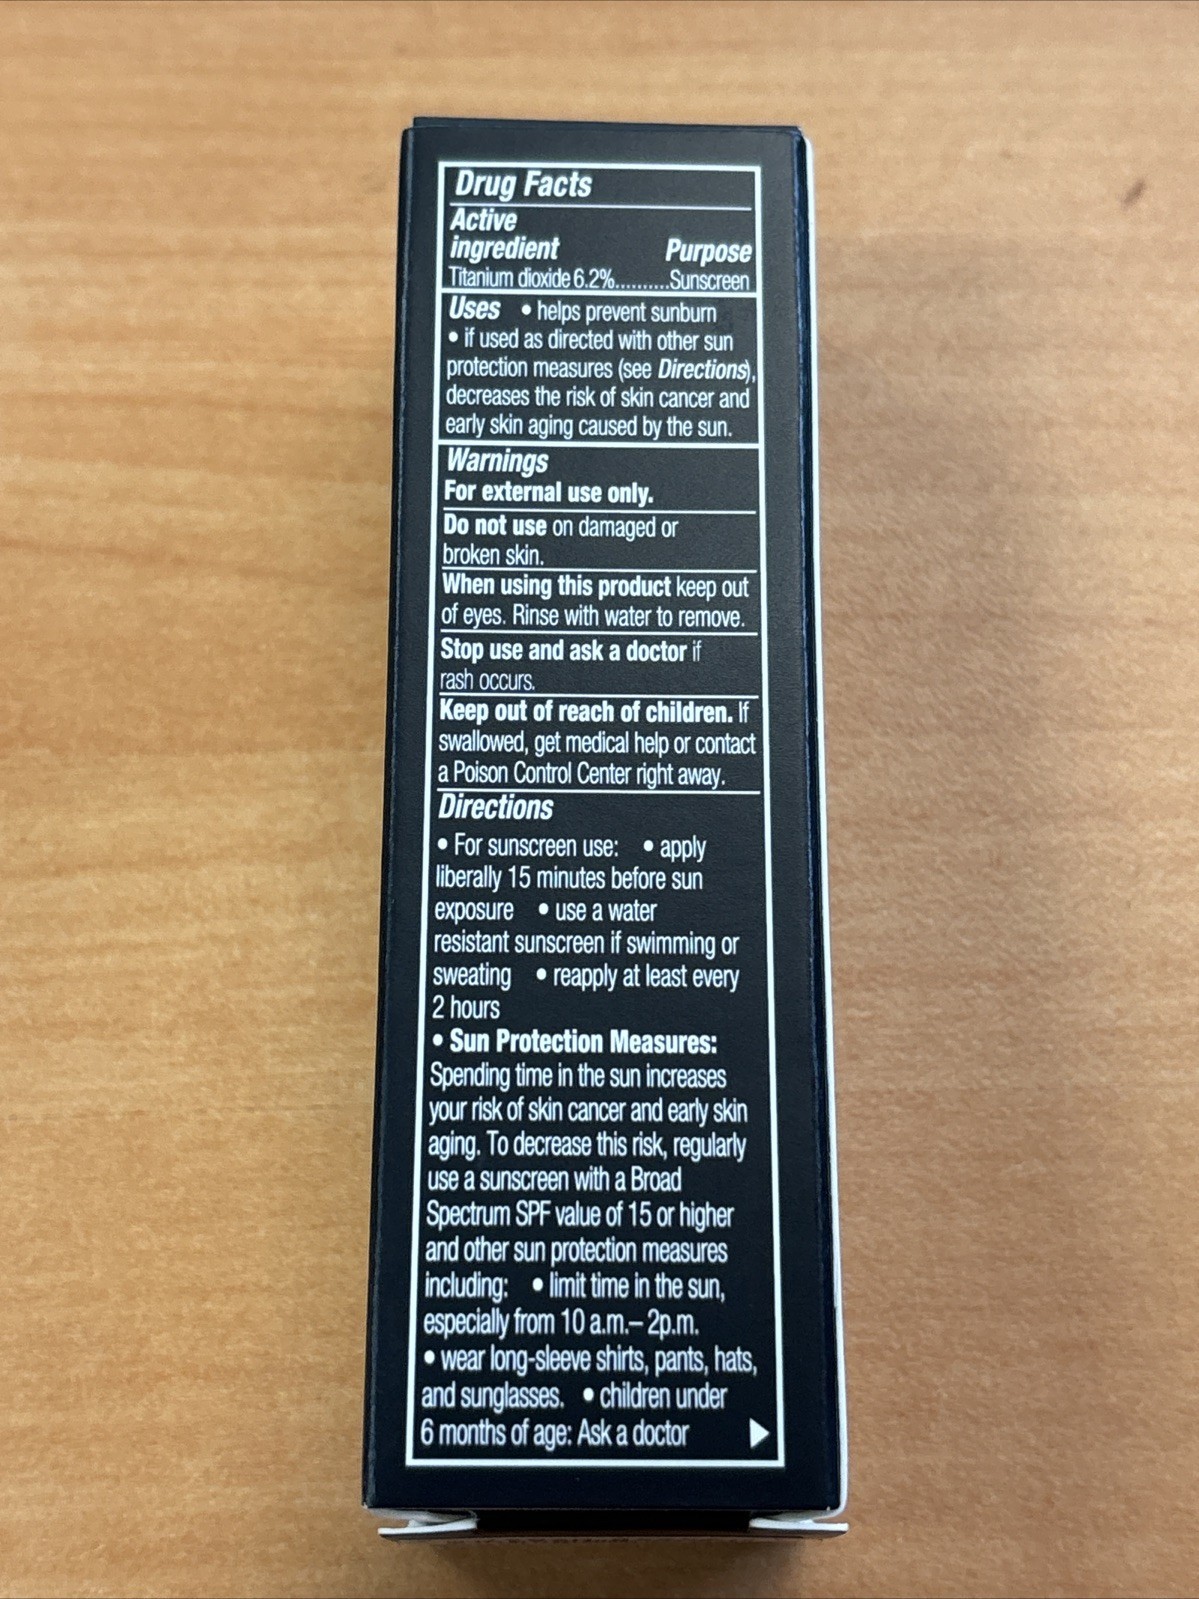 Drug Facts
Active
ingredient Purpose
Titanium dioxide 6.2%..........Sunscreen
Uses • helps prevent sunburn
• if used as directed with other sun
protection measures (see Directions),
decreases the risk of skin cancer and
early skin aging caused by the sun.
Warnings
For external use only.
Do not use on damaged or
broken skin.
When using this product keep out
of eyes. Rinse with water to remove.
Stop use and ask a doctor if
rash occurs.
Keep out of reach of children. If
swallowed, get medical help or contact
a Poison Control Center right away.
Directions
• For sunscreen use: • apply
liberally 15 minutes before sun
exposure • use a water
resistant sunscreen if swimming or
sweating • reapply at least every
2 hours
• Sun Protection Measures:
Spending time in the sun increases
your risk of skin cancer and early skin
aging. To decrease this risk, regularly
use a sunscreen with a Broad
Spectrum SPF value of 15 or higher
and other sun protection measures
including: • limit time in the sun,
especially from 10 a.m.– 2p.m.
• wear long-sleeve shirts, pants, hats,
and sunglasses. • children under
6 months of age: Ask a doctor